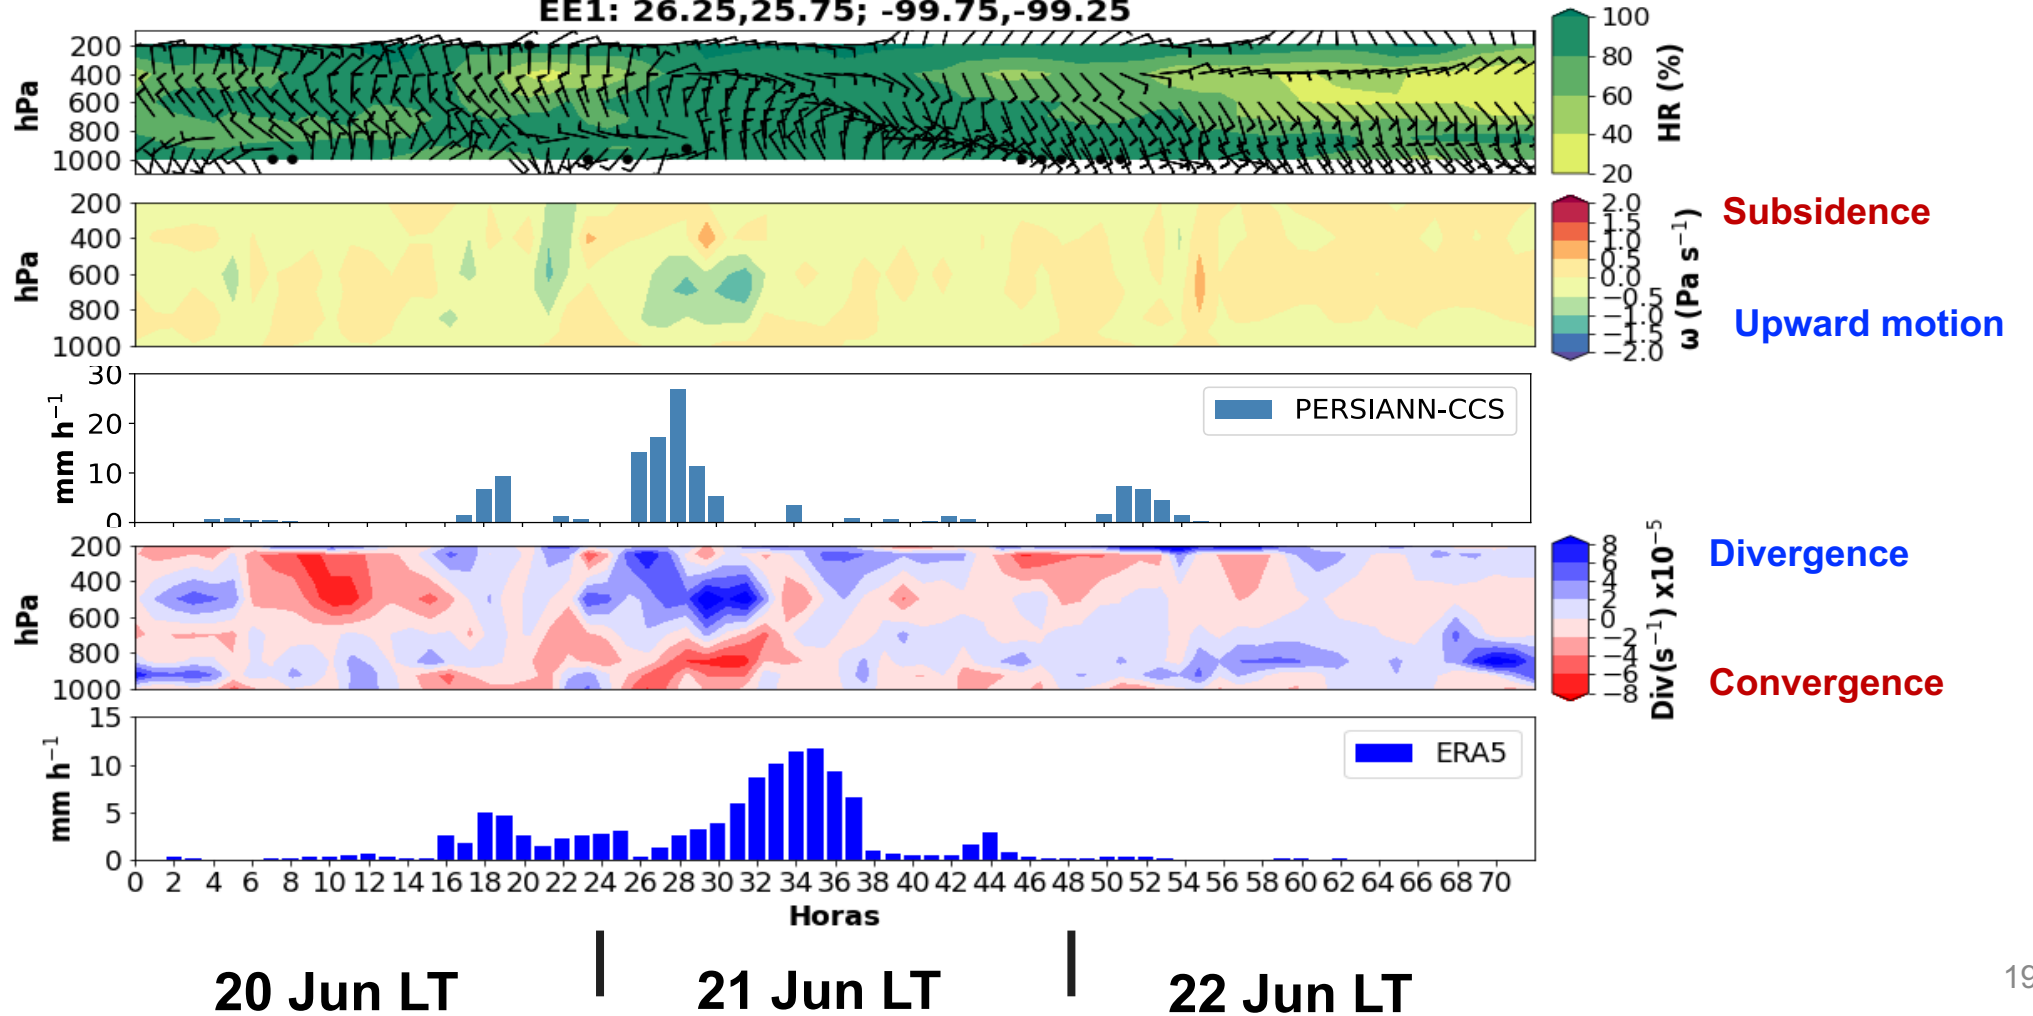 EE1: 26.25,25.75; -99.75,-99.25
hPa
200
400
600
800
1000
100
80
60
40
20
HR (%)
hPa
200
400
600
800
1000
2.0
1.5
1.0
0.5
0.0
−0.5
−1.0
−1.5
−2.0
ω (Pa s⁻¹)
Subsidence
Upward motion
mm h⁻¹
30
20
10
0
PERSIANN-CCS
hPa
200
400
600
800
1000
8
6
4
2
0
−2
−4
−6
−8
Div(s⁻¹) x10⁻⁵
Divergence
Convergence
mm h⁻¹
15
10
5
0
ERA5
0 2 4 6 8 10 12 14 16 18 20 22 24 26 28 30 32 34 36 38 40 42 44 46 48 50 52 54 56 58 60 62 64 66 68 70
Horas
20 Jun LT
21 Jun LT
22 Jun LT
19